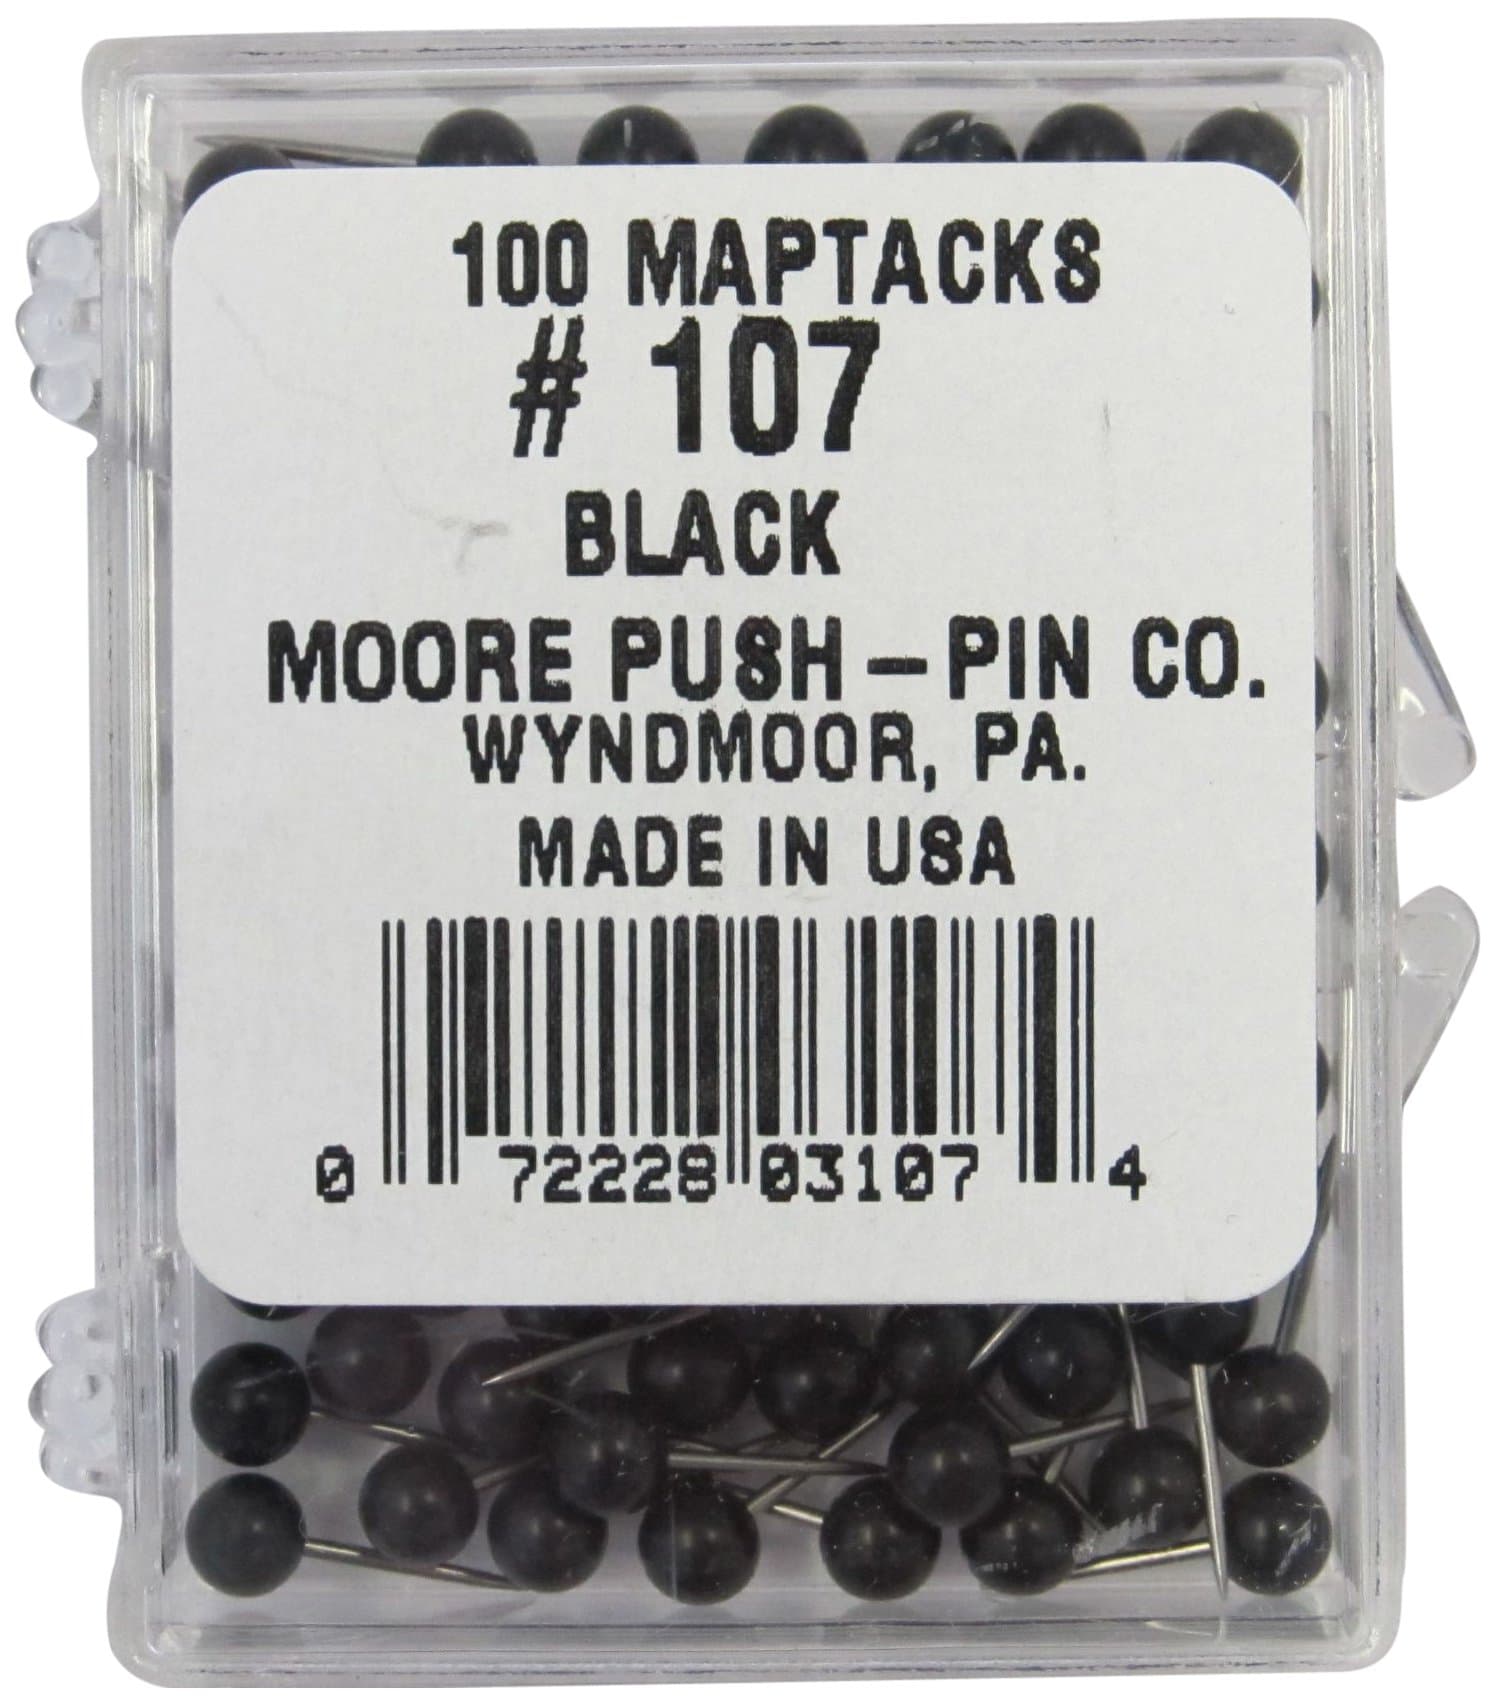 100 MAPTACKS
# 107
BLACK
MOORE PUSH-PIN CO.
WYNDMOOR, PA.
MADE IN USA
0 72228 03107 4